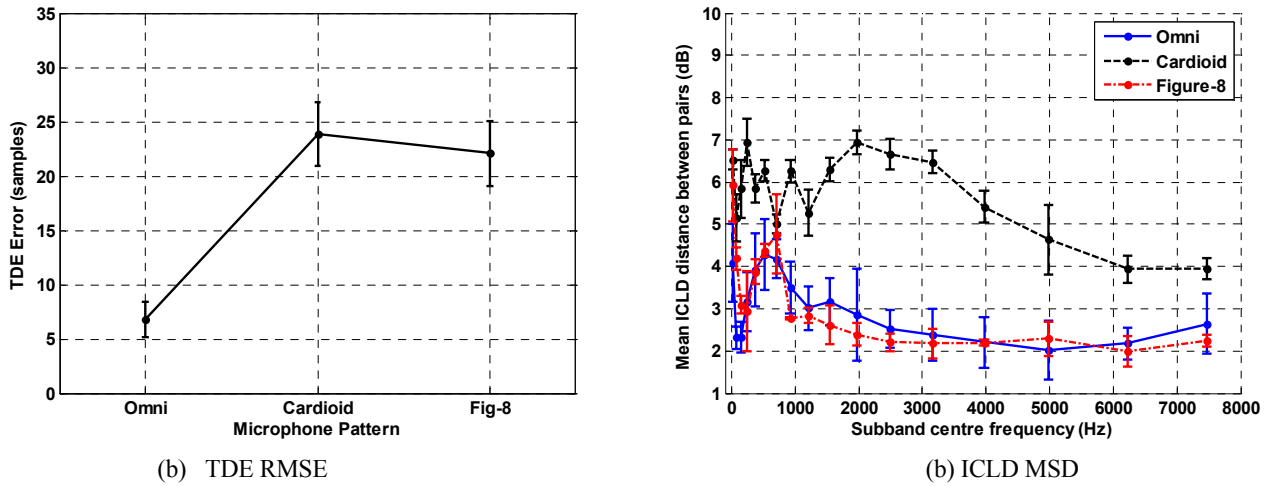 35
30
25
20
15
10
5
0
TDE Error (samples)
Omni Cardioid Fig-8
Microphone Pattern
(b) TDE RMSE
10
9
8
7
6
5
4
3
2
1
Mean ICLD distance between pairs (dB)
Omni
Cardioid
Figure-8
0 1000 2000 3000 4000 5000 6000 7000 8000
Subband centre frequency (Hz)
(b) ICLD MSD